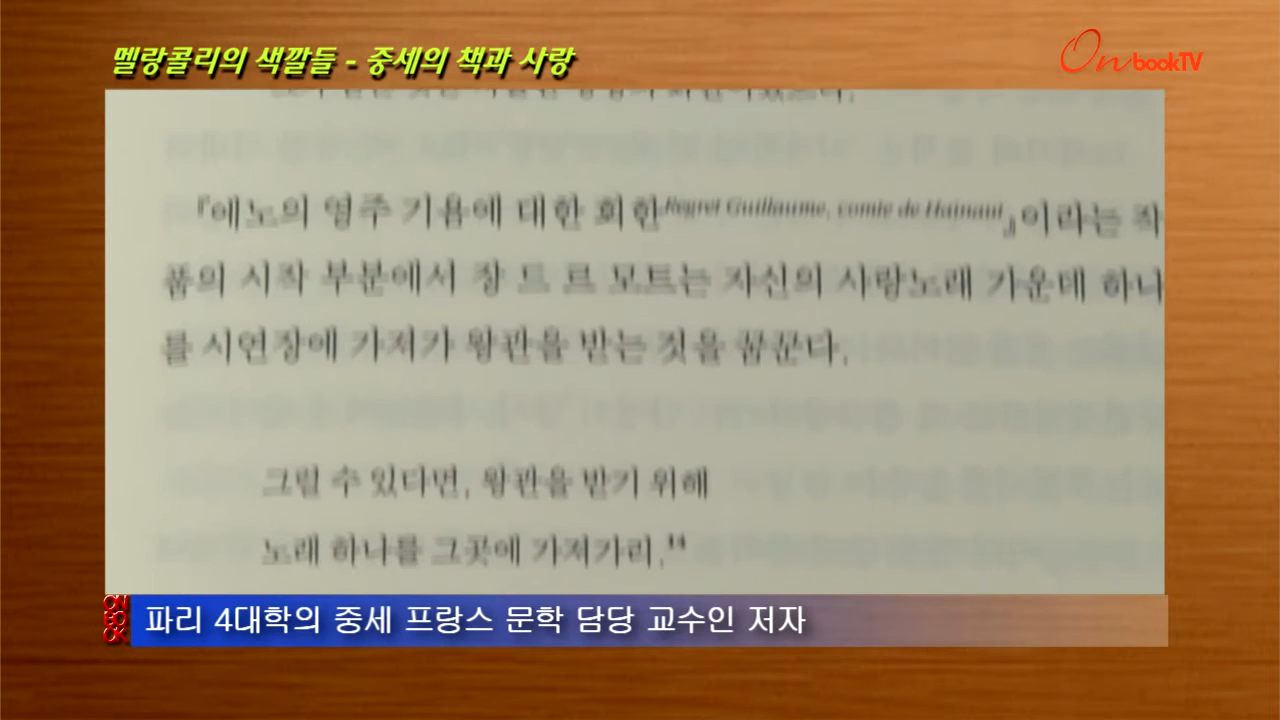 멜랑콜리의 색깔들 - 중세의 책과 사랑
On bookTV
『에노의 영주 기욤에 대한 회한Regret Guillaume, comte de Hainaut』이라는 작
품의 시작 부분에서 장 드 르 모트는 자신의 사랑노래 가운데 하나
를 시연장에 가져가 왕관을 받는 것을 꿈꾼다.
그럴 수 있다면, 왕관을 받기 위해
노래 하나를 그곳에 가져가리.14
파리 4대학의 중세 프랑스 문학 담당 교수인 저자